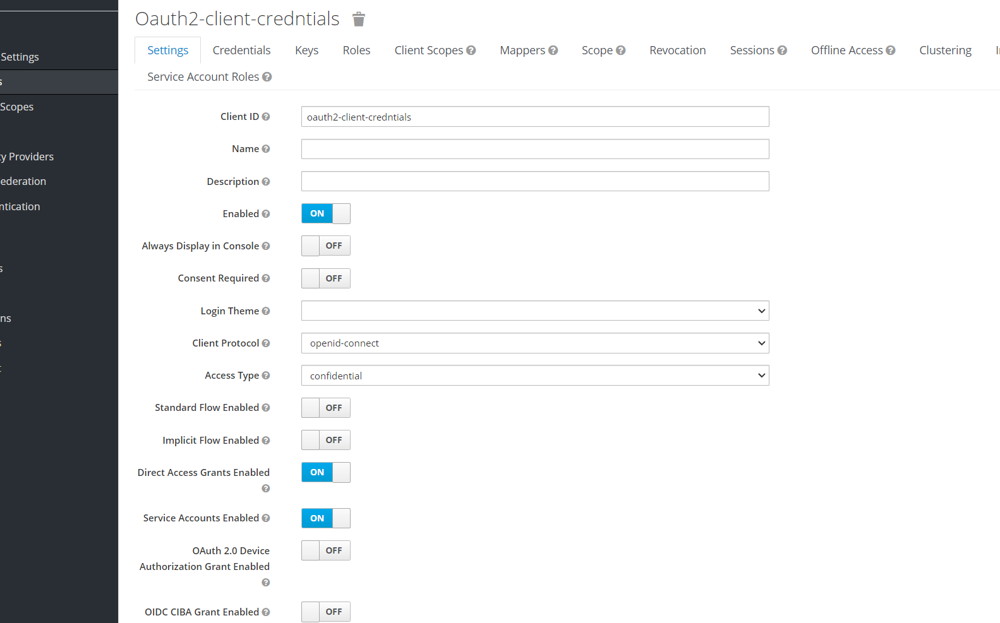 Oauth2-client-credntials
Settings Credentials Keys Roles Client Scopes Mappers Scope Revocation Sessions Offline Access Clustering
Service Account Roles
Settings
Scopes
y Providers
ederation
ntication
s
ns
Client ID oauth2-client-credntials
Name
Description
Enabled ON
Always Display in Console OFF
Consent Required OFF
Login Theme
Client Protocol openid-connect
Access Type confidential
Standard Flow Enabled OFF
Implicit Flow Enabled OFF
Direct Access Grants Enabled ON
Service Accounts Enabled ON
OAuth 2.0 Device OFF
Authorization Grant Enabled
OIDC CIBA Grant Enabled OFF